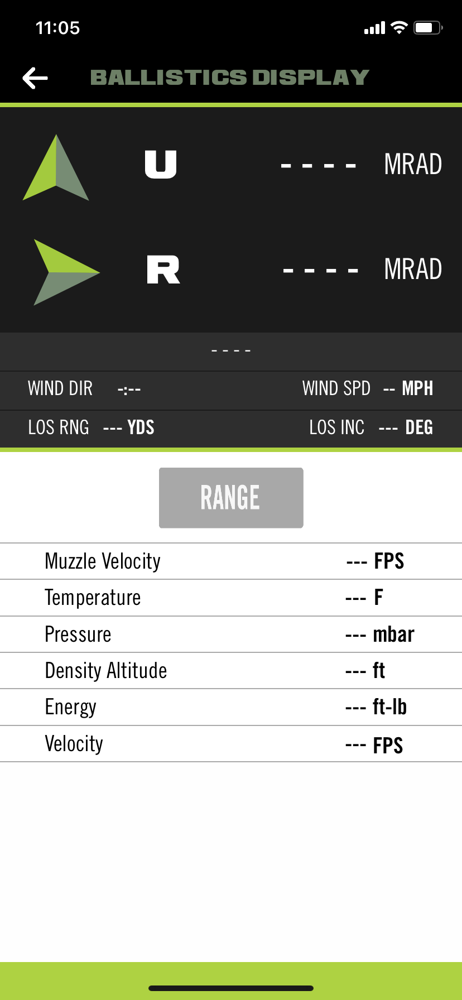 11:05
BALLISTICS DISPLAY
U - - - - MRAD
R - - - - MRAD
- - - -
WIND DIR -:-- WIND SPD -- MPH
LOS RNG --- YDS LOS INC --- DEG
RANGE
Muzzle Velocity --- FPS
Temperature --- F
Pressure --- mbar
Density Altitude --- ft
Energy --- ft-lb
Velocity --- FPS